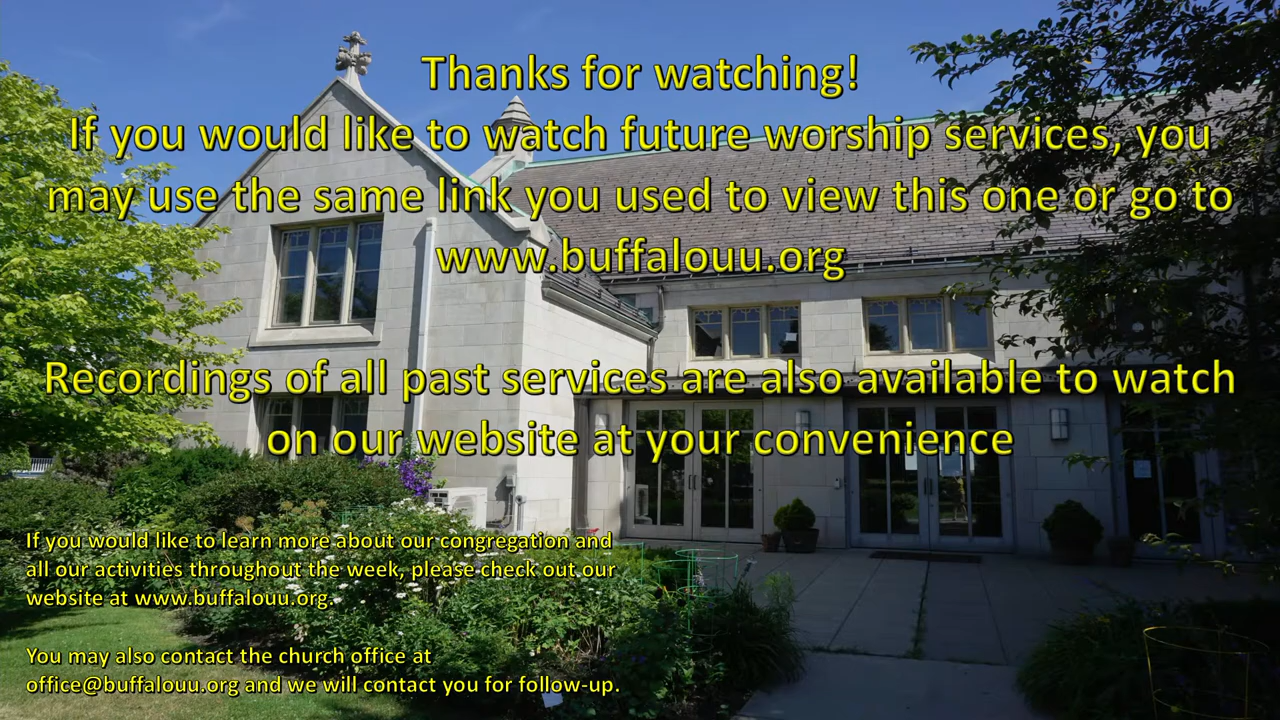 Thanks for watching!
If you would like to watch future worship services, you
may use the same link you used to view this one or go to
www.buffalouu.org
Recordings of all past services are also available to watch
on our website at your convenience
If you would like to learn more about our congregation and
all our activities throughout the week, please check out our
website at www.buffalouu.org.
You may also contact the church office at
office@buffalouu.org and we will contact you for follow-up.